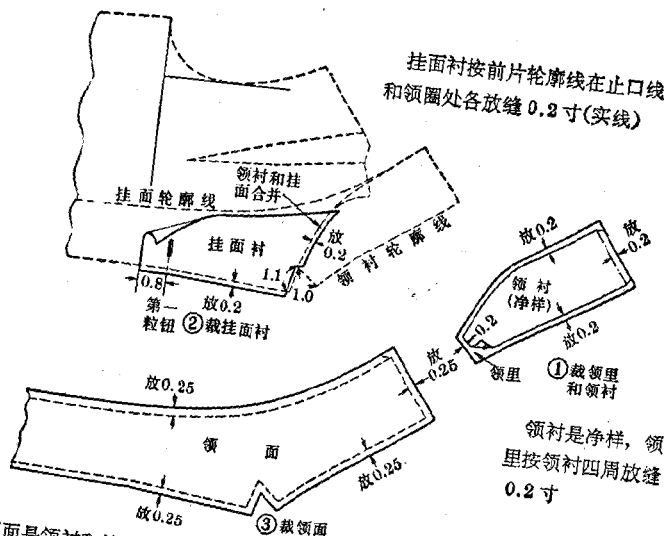 挂面衬按前片轮廓线在止口线
和领圈处各放缝0.2寸(实线)
领衬和挂
面合并
挂面轮廓线
挂面衬
放
0.2
领衬轮廓线
1.1
1.0
0.8
第一
粒钮
放0.2
②裁挂面衬
放0.2
放0.2
领衬
(净样)
0.2
放0.2
领里
①裁领里
和领衬
放
0.25
放0.25
领面
放0.25
放0.25
③裁领面
领衬是净样，领
里按领衬四周放缝
0.2寸
面是领衬